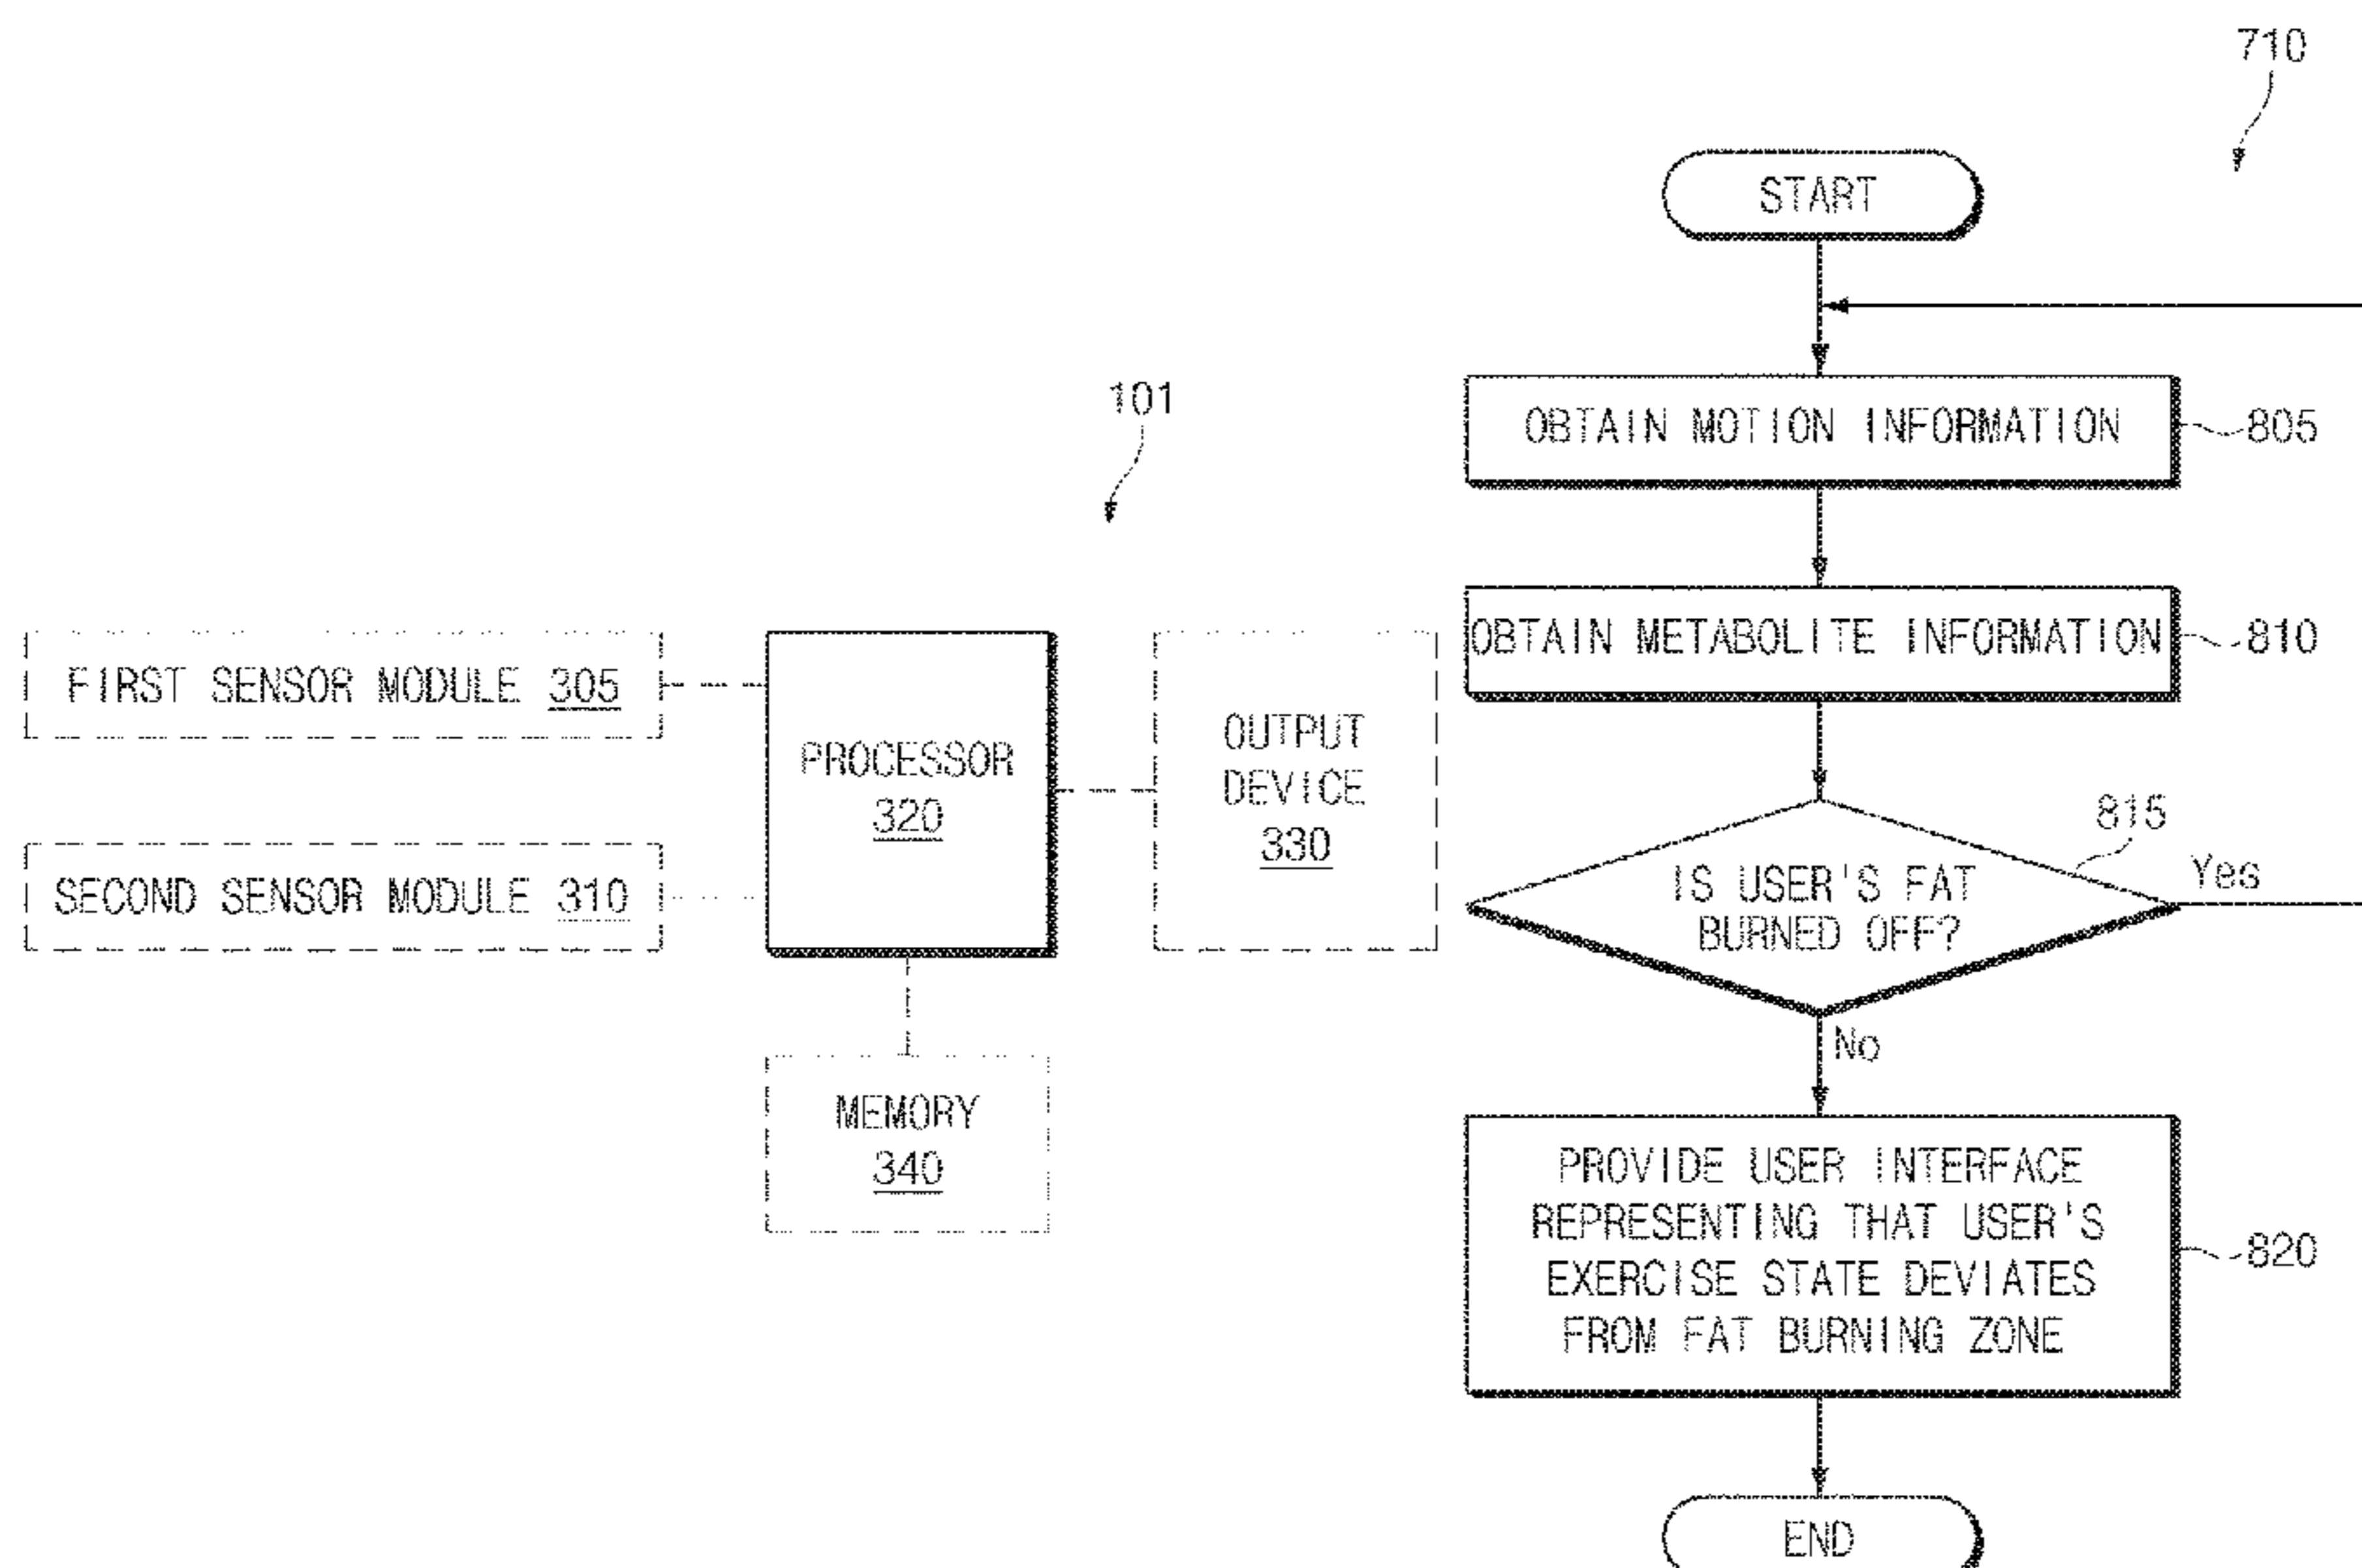 101
FIRST SENSOR MODULE 305
SECOND SENSOR MODULE 310
PROCESSOR
320
OUTPUT
DEVICE
330
MEMORY
340
710
START
OBTAIN MOTION INFORMATION
805
OBTAIN METABOLITE INFORMATION
810
815
IS USER'S FAT
BURNED OFF?
Yes
No
PROVIDE USER INTERFACE
REPRESENTING THAT USER'S
EXERCISE STATE DEVIATES
FROM FAT BURNING ZONE
820
END